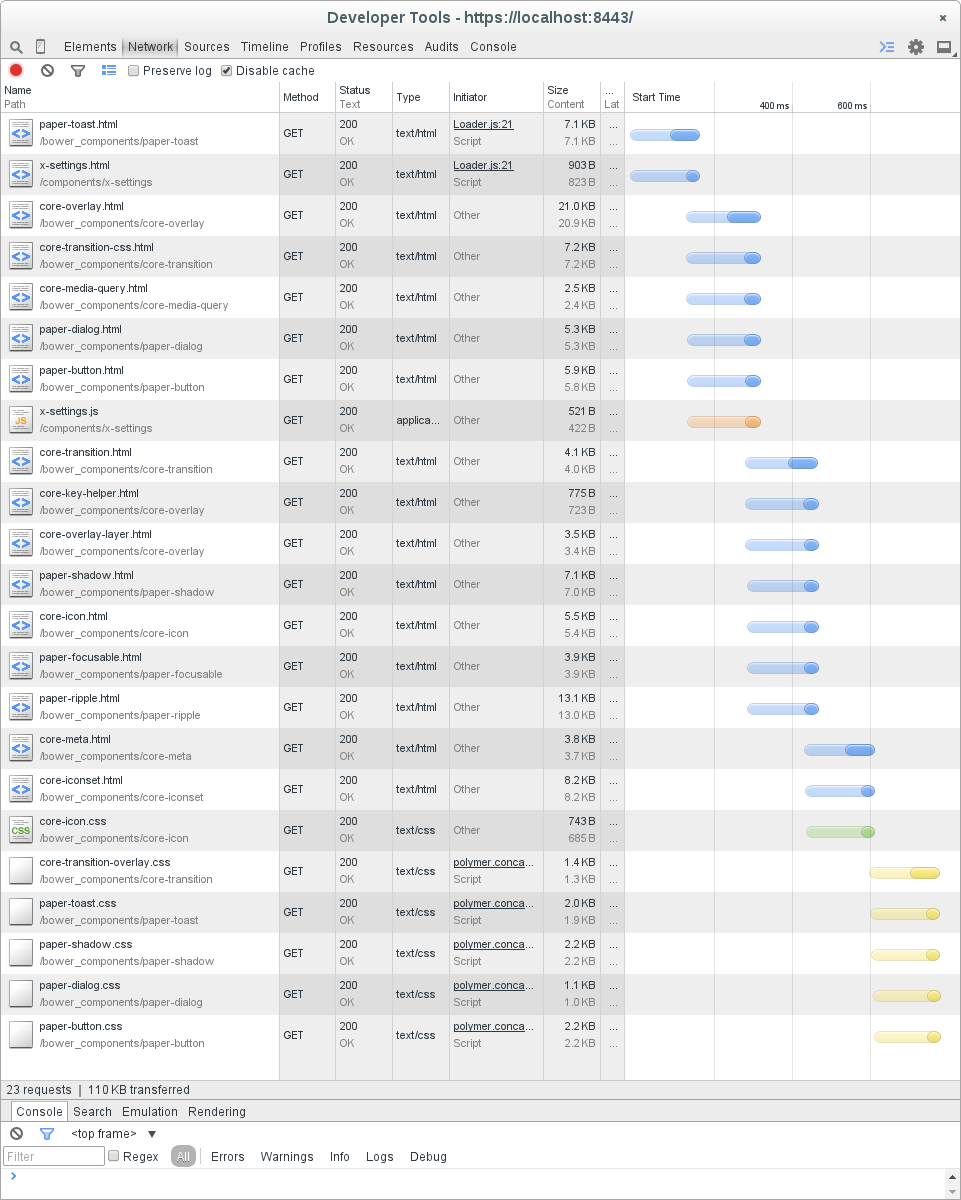 Developer Tools - https://localhost:8443/
Elements Network Sources Timeline Profiles Resources Audits Console
Preserve log Disable cache
Name Path Method Status Text Type Initiator Size Content ... Lat Start Time 400 ms 600 ms
paper-toast.html GET 200 text/html Loader.js:21 7.1 KB ...
/bower_components/paper-toast OK Script 7.1 KB ...
x-settings.html GET 200 text/html Loader.js:21 903 B ...
/components/x-settings OK Script 823 B ...
core-overlay.html GET 200 text/html Other 21.0 KB ...
/bower_components/core-overlay OK 20.9 KB ...
core-transition-css.html GET 200 text/html Other 7.2 KB ...
/bower_components/core-transition OK 7.2 KB ...
core-media-query.html GET 200 text/html Other 2.5 KB ...
/bower_components/core-media-query OK 2.4 KB ...
paper-dialog.html GET 200 text/html Other 5.3 KB ...
/bower_components/paper-dialog OK 5.3 KB ...
paper-button.html GET 200 text/html Other 5.9 KB ...
/bower_components/paper-button OK 5.8 KB ...
JS x-settings.js GET 200 applica... Other 521 B ...
/components/x-settings OK 422 B ...
core-transition.html GET 200 text/html Other 4.1 KB ...
/bower_components/core-transition OK 4.0 KB ...
core-key-helper.html GET 200 text/html Other 775 B ...
/bower_components/core-overlay OK 723 B ...
core-overlay-layer.html GET 200 text/html Other 3.5 KB ...
/bower_components/core-overlay OK 3.4 KB ...
paper-shadow.html GET 200 text/html Other 7.1 KB ...
/bower_components/paper-shadow OK 7.0 KB ...
core-icon.html GET 200 text/html Other 5.5 KB ...
/bower_components/core-icon OK 5.4 KB ...
paper-focusable.html GET 200 text/html Other 3.9 KB ...
/bower_components/paper-focusable OK 3.9 KB ...
paper-ripple.html GET 200 text/html Other 13.1 KB ...
/bower_components/paper-ripple OK 13.0 KB ...
core-meta.html GET 200 text/html Other 3.8 KB ...
/bower_components/core-meta OK 3.7 KB ...
core-iconset.html GET 200 text/html Other 8.2 KB ...
/bower_components/core-iconset OK 8.2 KB ...
CSS core-icon.css GET 200 text/css Other 743 B ...
/bower_components/core-icon OK 685 B ...
core-transition-overlay.css GET 200 text/css polymer.conca... 1.4 KB ...
/bower_components/core-transition OK Script 1.3 KB ...
paper-toast.css GET 200 text/css polymer.conca... 2.0 KB ...
/bower_components/paper-toast OK Script 1.9 KB ...
paper-shadow.css GET 200 text/css polymer.conca... 2.2 KB ...
/bower_components/paper-shadow OK Script 2.2 KB ...
paper-dialog.css GET 200 text/css polymer.conca... 1.1 KB ...
/bower_components/paper-dialog OK Script 1.0 KB ...
paper-button.css GET 200 text/css polymer.conca... 2.2 KB ...
/bower_components/paper-button OK Script 2.2 KB ...
23 requests | 110 KB transferred
Console Search Emulation Rendering
<top frame> ▼
Filter Regex All Errors Warnings Info Logs Debug